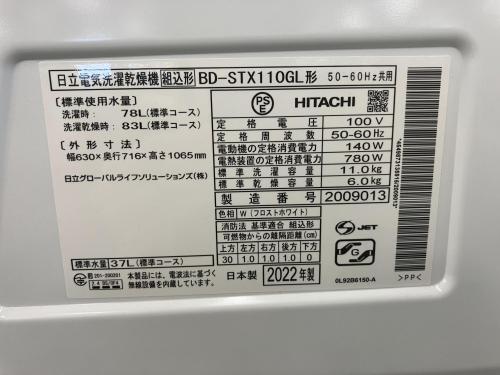 日立電気洗濯乾燥機 組込形 BD-STX110GL形 50-60Hz共用
[標準使用水量]
洗濯時: 78L(標準コース)
洗濯乾燥時: 83L(標準コース)
[外形寸法]
幅630×奥行716×高さ1065mm
日立グローバルライフソリューションズ(株)
標準水量:37L(標準コース)
201-200201
2.4 DS/OF4
本製品には、電波法に基づく
無線設備を内蔵しています。
PS
E
HITACHI
定格電圧 100V
定格周波数 50-60Hz
電動機の定格消費電力 140W
電熱装置の定格消費電力 780W
標準洗濯容量 11.0kg
標準乾燥容量 6.0kg
製造番号 2009013
色相 W (フロストホワイト)
消防法 基準適合 組込形
可燃物からの離隔距離(cm)
上方 左方 右方 前方 後方 下方
30 1.0 1.0 1.0 0
日本製 2022年製
JET
G
0L92B6150-A
>PP<